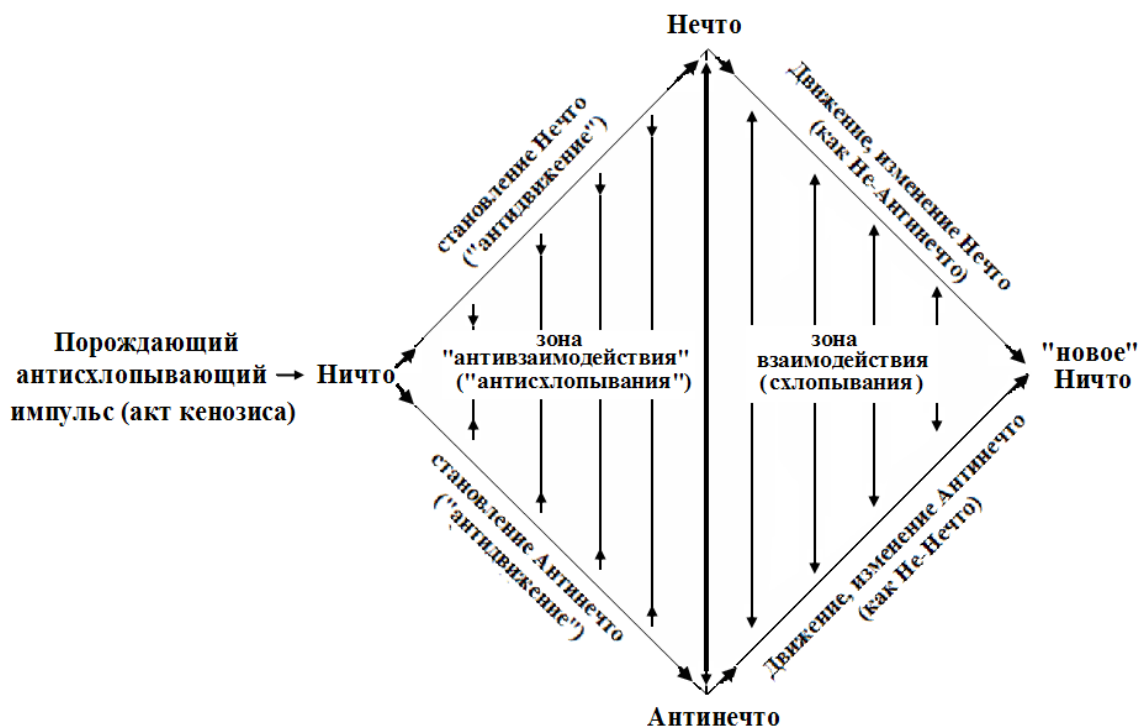 Нечто
становление Нечто
("антидвижение")
Движение, изменение Нечто
(как Не-Антинечто)
Порождающий
антисхлопывающий
импульс (акт кенозиса)
Ничто
зона
"антивзаимодействия"
("антисхлопывания")
зона
взаимодействия
(схлопывания)
"новое"
Ничто
становление Антинечто
("антидвижение")
Движение, изменение Антинечто
(как Не-Нечто)
Антинечто